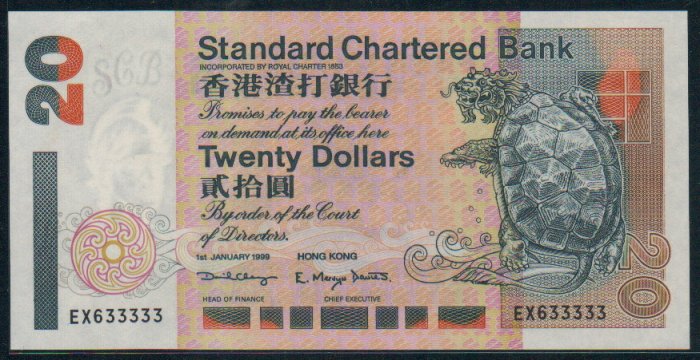 20
SCB
Standard Chartered Bank
INCORPORATED BY ROYAL CHARTER 1853
香港渣打銀行
Promises to pay the bearer
on demand at its office here
Twenty Dollars
貳拾圓
By order of the Court
of Directors.
1st JANUARY 1999 HONG KONG
E. Mervyn Davies.
HEAD OF FINANCE CHIEF EXECUTIVE
EX633333
EX633333
20